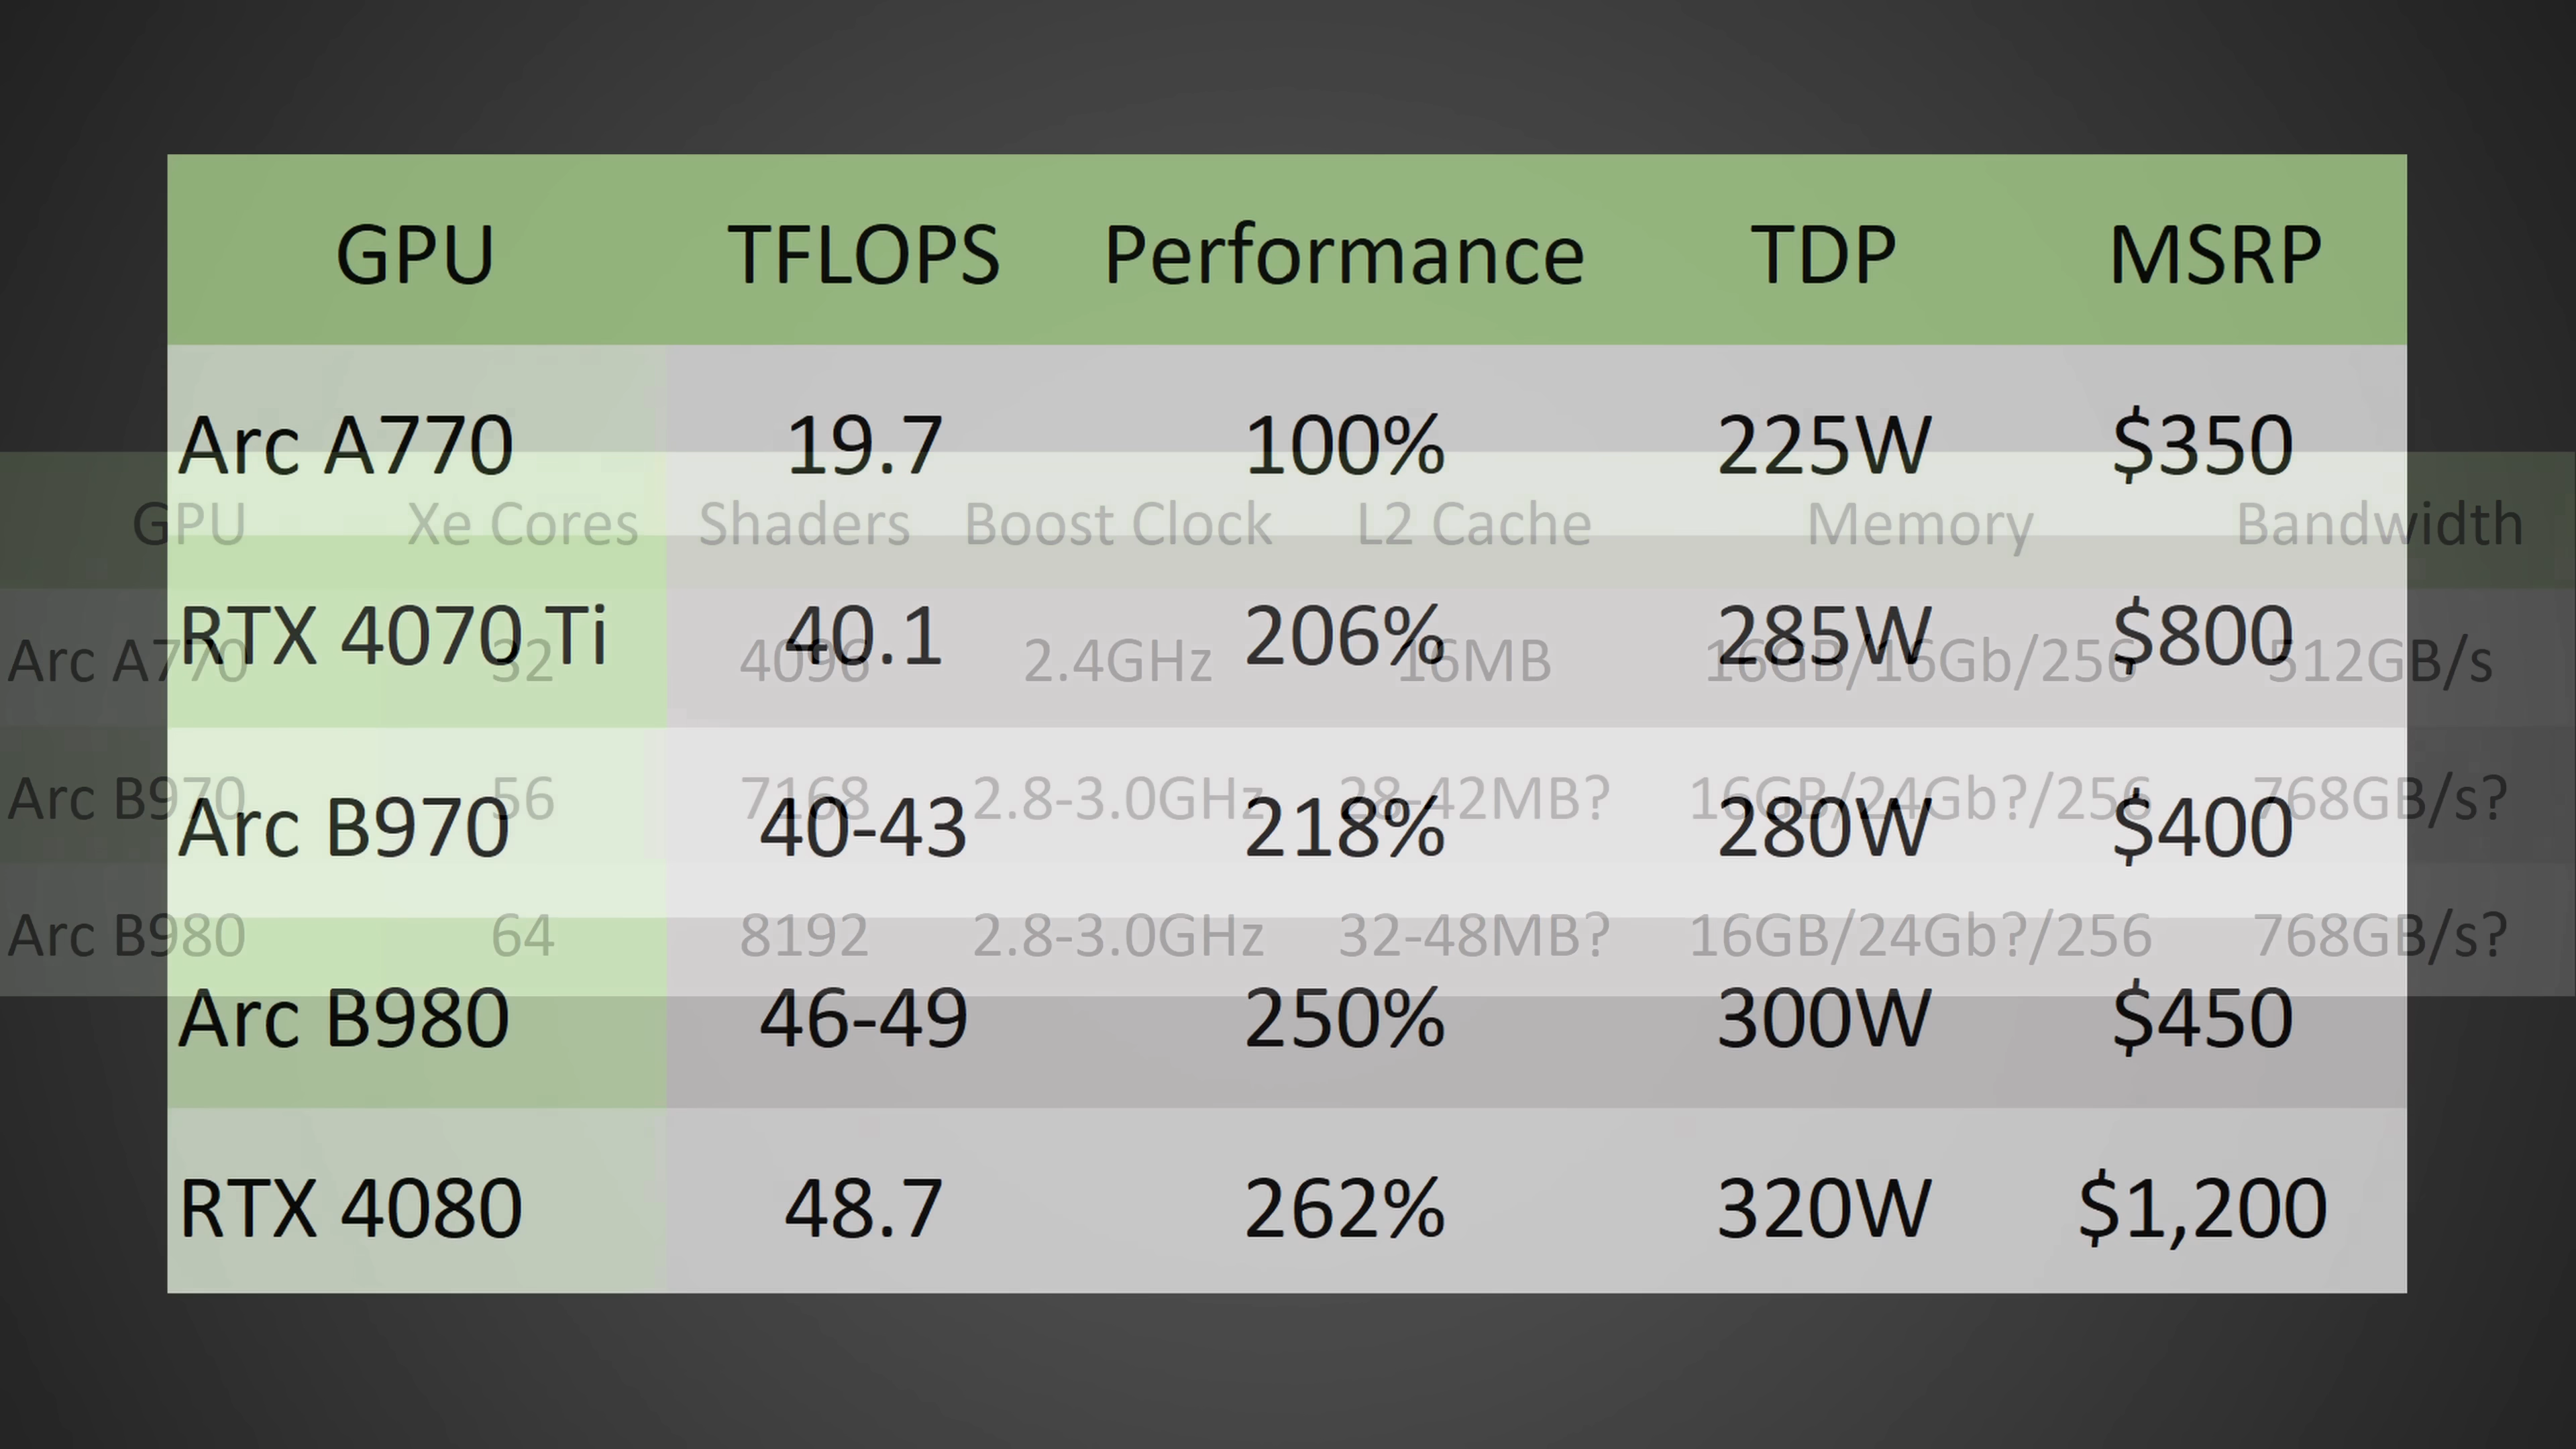 GPU TFLOPS Performance TDP MSRP
Arc A770 19.7 100% 225W $350
RTX 4070 Ti 40.1 206% 285W $800
Arc B970 40-43 218% 280W $400
Arc B980 46-49 250% 300W $450
RTX 4080 48.7 262% 320W $1,200
GPU Xe Cores Shaders Boost Clock L2 Cache Memory Bandwidth
Arc A770 32 4096 2.4GHz 16MB 16GB/16Gb/256 512GB/s
Arc B970 56 7168 2.8-3.0GHz 28-42MB? 16GB/24Gb?/256 768GB/s?
Arc B980 64 8192 2.8-3.0GHz 32-48MB? 16GB/24Gb?/256 768GB/s?